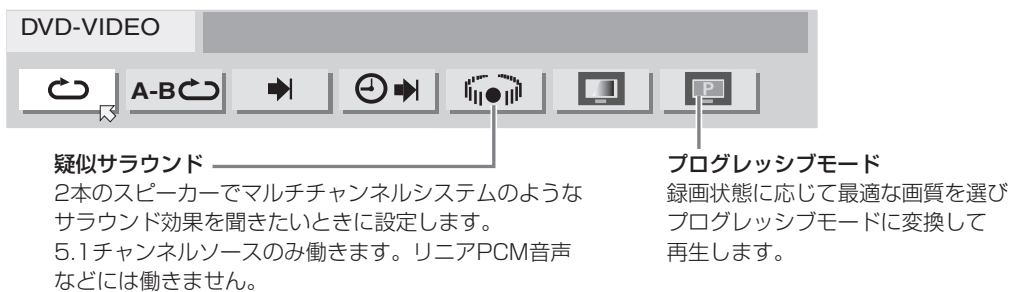 DVD-VIDEO
A-B
P
疑似サラウンド
2本のスピーカーでマルチチャンネルシステムのような
サラウンド効果を聞きたいときに設定します。
5.1チャンネルソースのみ働きます。リニアPCM音声
などには働きません。
プログレッシブモード
録画状態に応じて最適な画質を選び
プログレッシブモードに変換して
再生します。